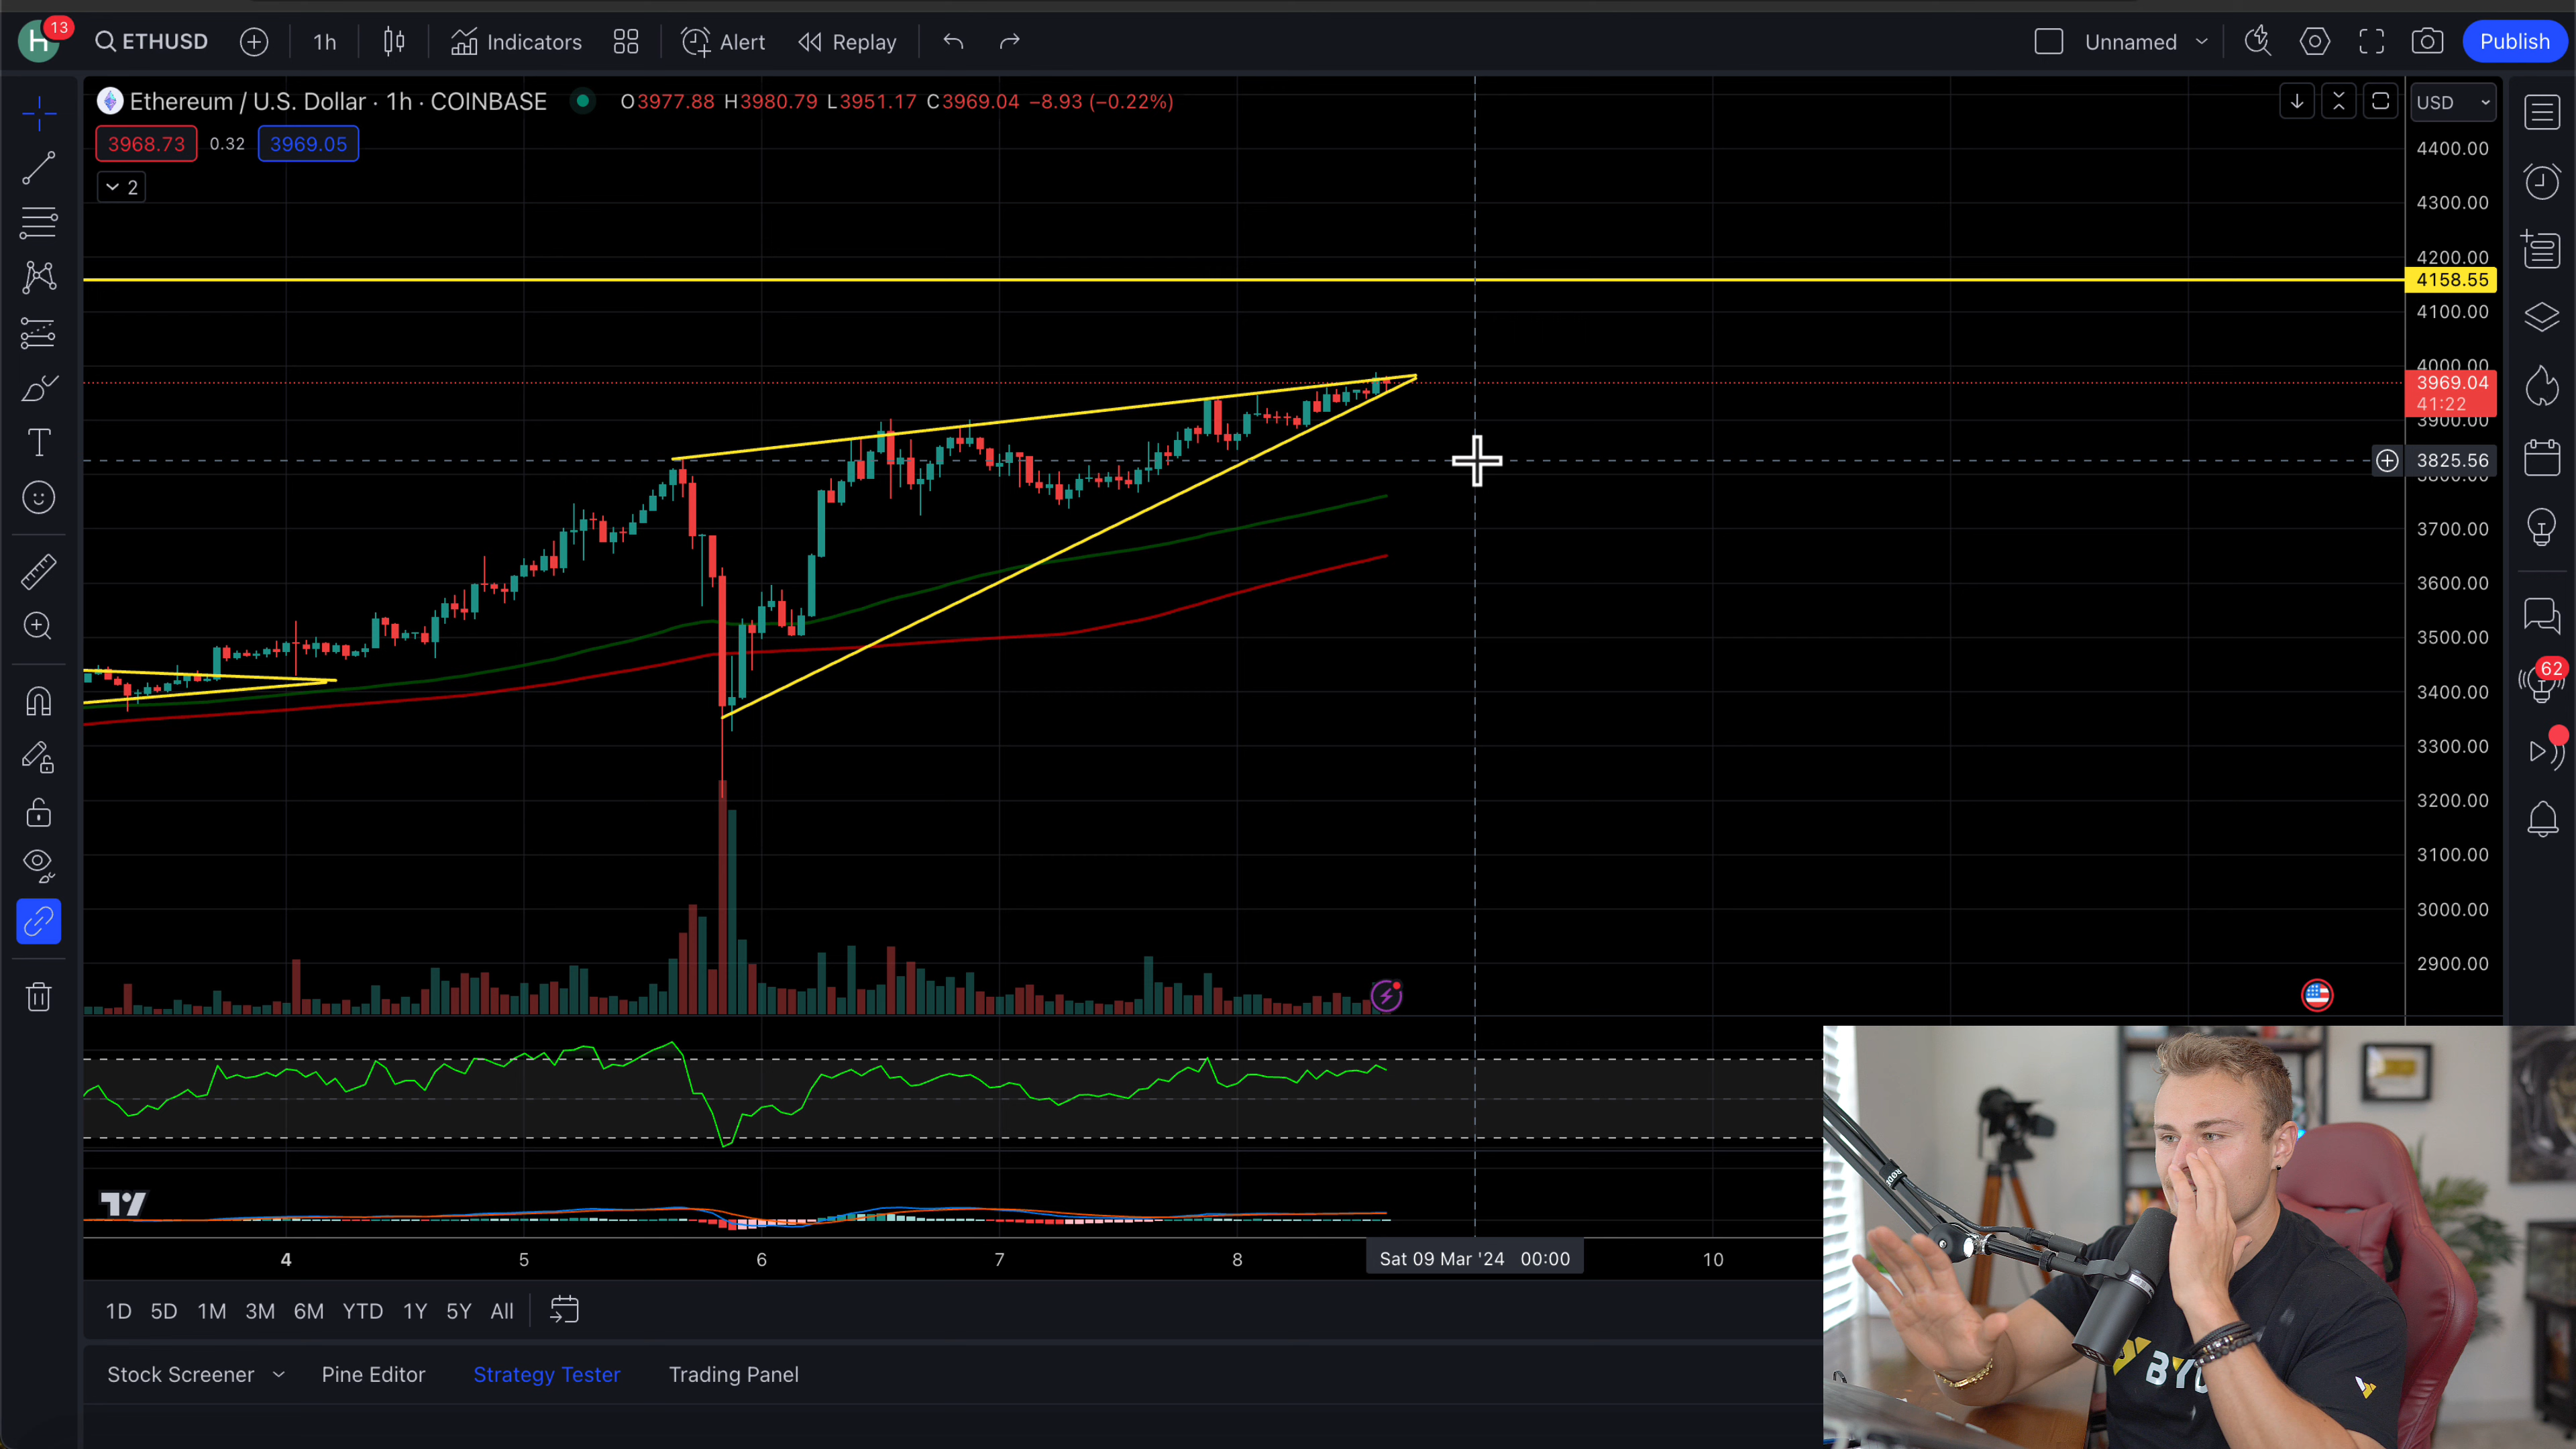 H 13 ETHUSD 1h Indicators Alert Replay Unnamed Publish
Ethereum / U.S. Dollar · 1h · COINBASE O3977.88 H3980.79 L3951.17 C3969.04 −8.93 (−0.22%) USD
3968.73 0.32 3969.05
2
4400.00
4300.00
4200.00
4158.55
4100.00
4000.00
3969.04
41:22
3900.00
3825.56
3800.00
3700.00
3600.00
3500.00
3400.00
3300.00
3200.00
3100.00
3000.00
2900.00
62
4 5 6 7 8 Sat 09 Mar '24 00:00 10
1D 5D 1M 3M 6M YTD 1Y 5Y All
Stock Screener Pine Editor Strategy Tester Trading Panel
RODE
BY